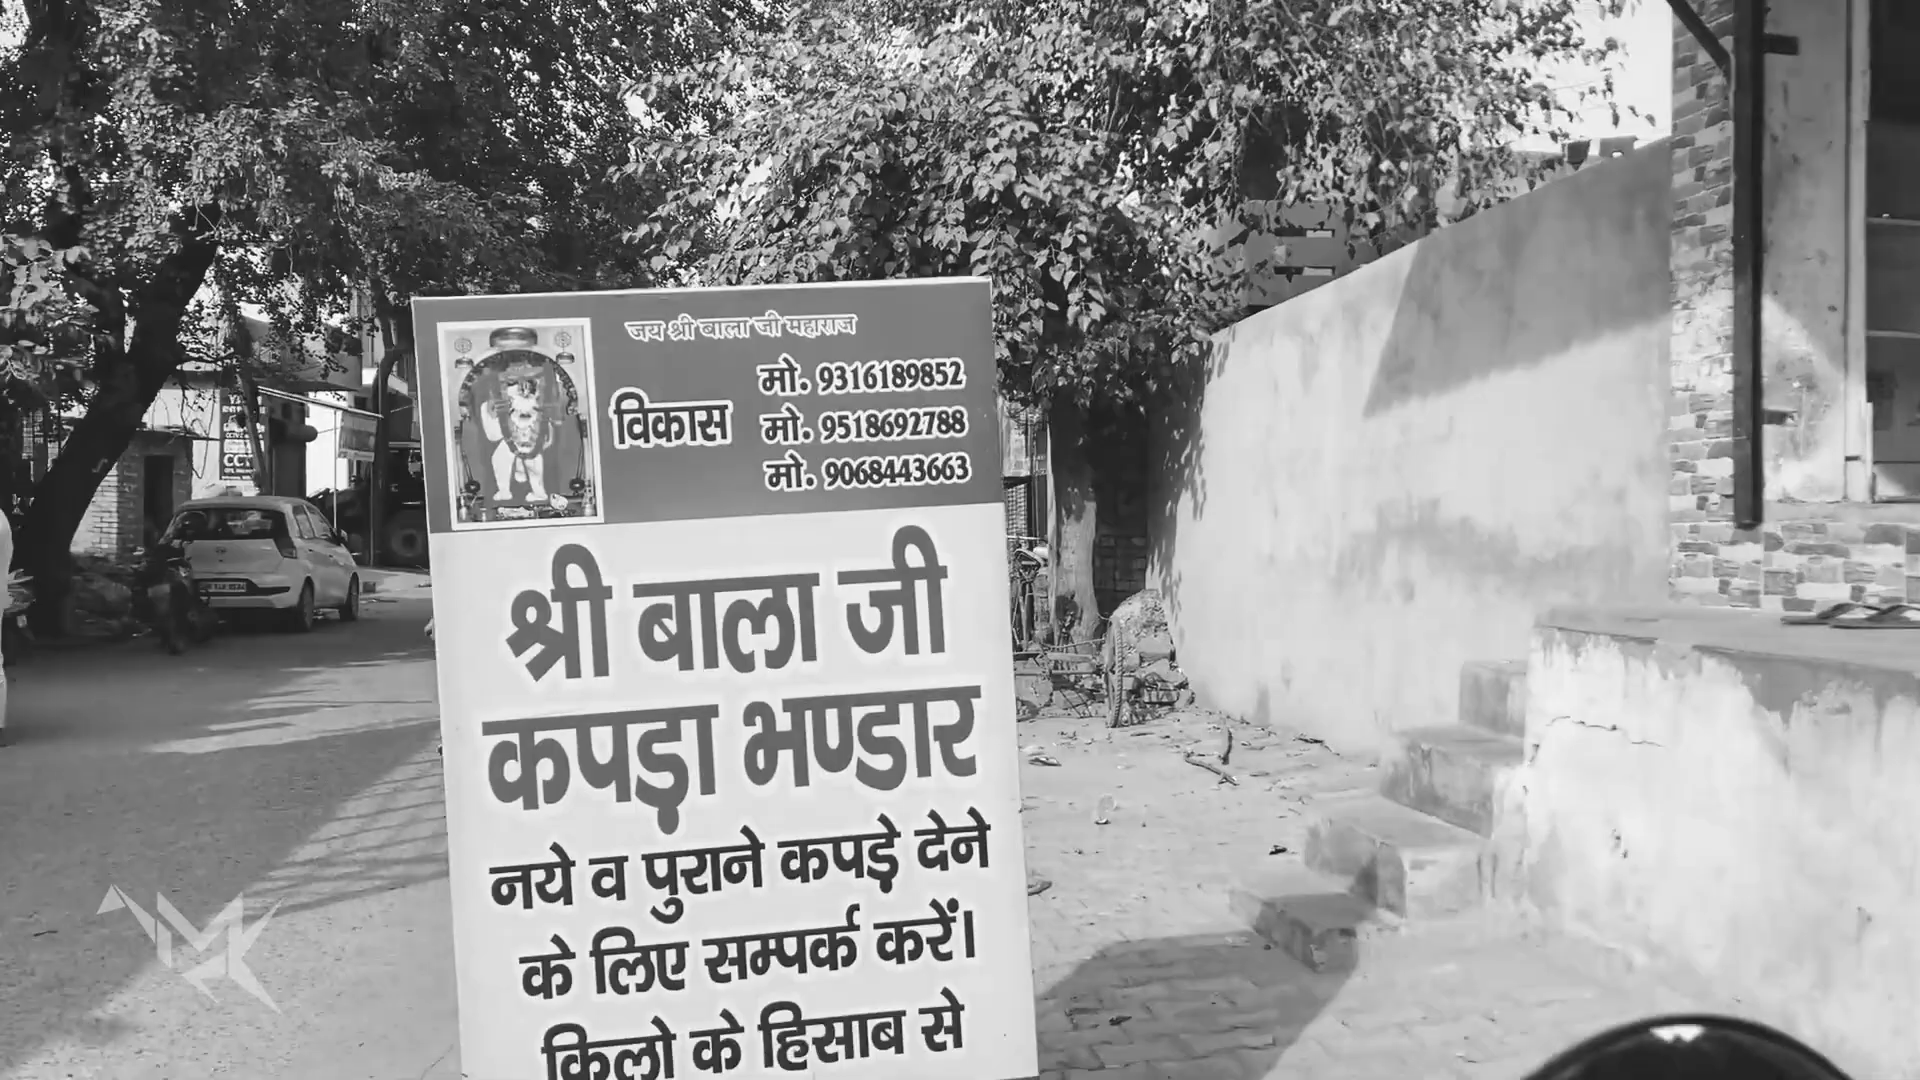 जय श्री बाला जी महाराज
विकास
मो. 9316189852
मो. 9518692788
मो. 9068443663
श्री बाला जी
कपड़ा भण्डार
नये व पुराने कपड़े देने
के लिए सम्पर्क करें।
किलो के हिसाब से